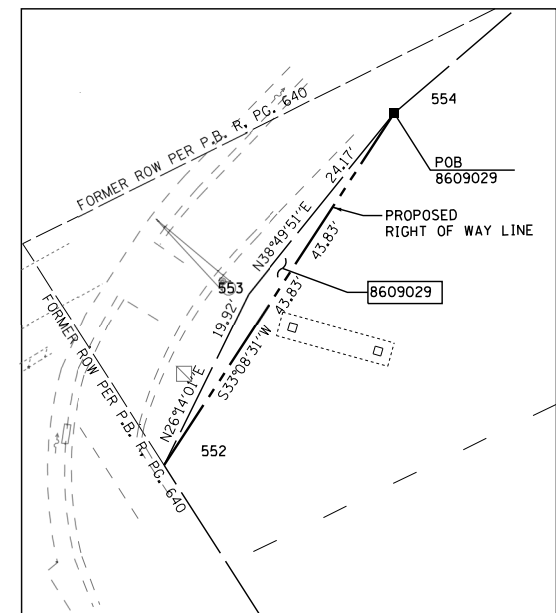 FORMER ROW PER P.B. R, PG. 640
554
POB
8609029
24.17'
N38°49'51"E
PROPOSED
RIGHT OF WAY LINE
43.83'
553
8609029
19.92'
43.83'
S33°08'31"W
N26°14'01"E
FORMER ROW PER P.B. R, PG. 640
552